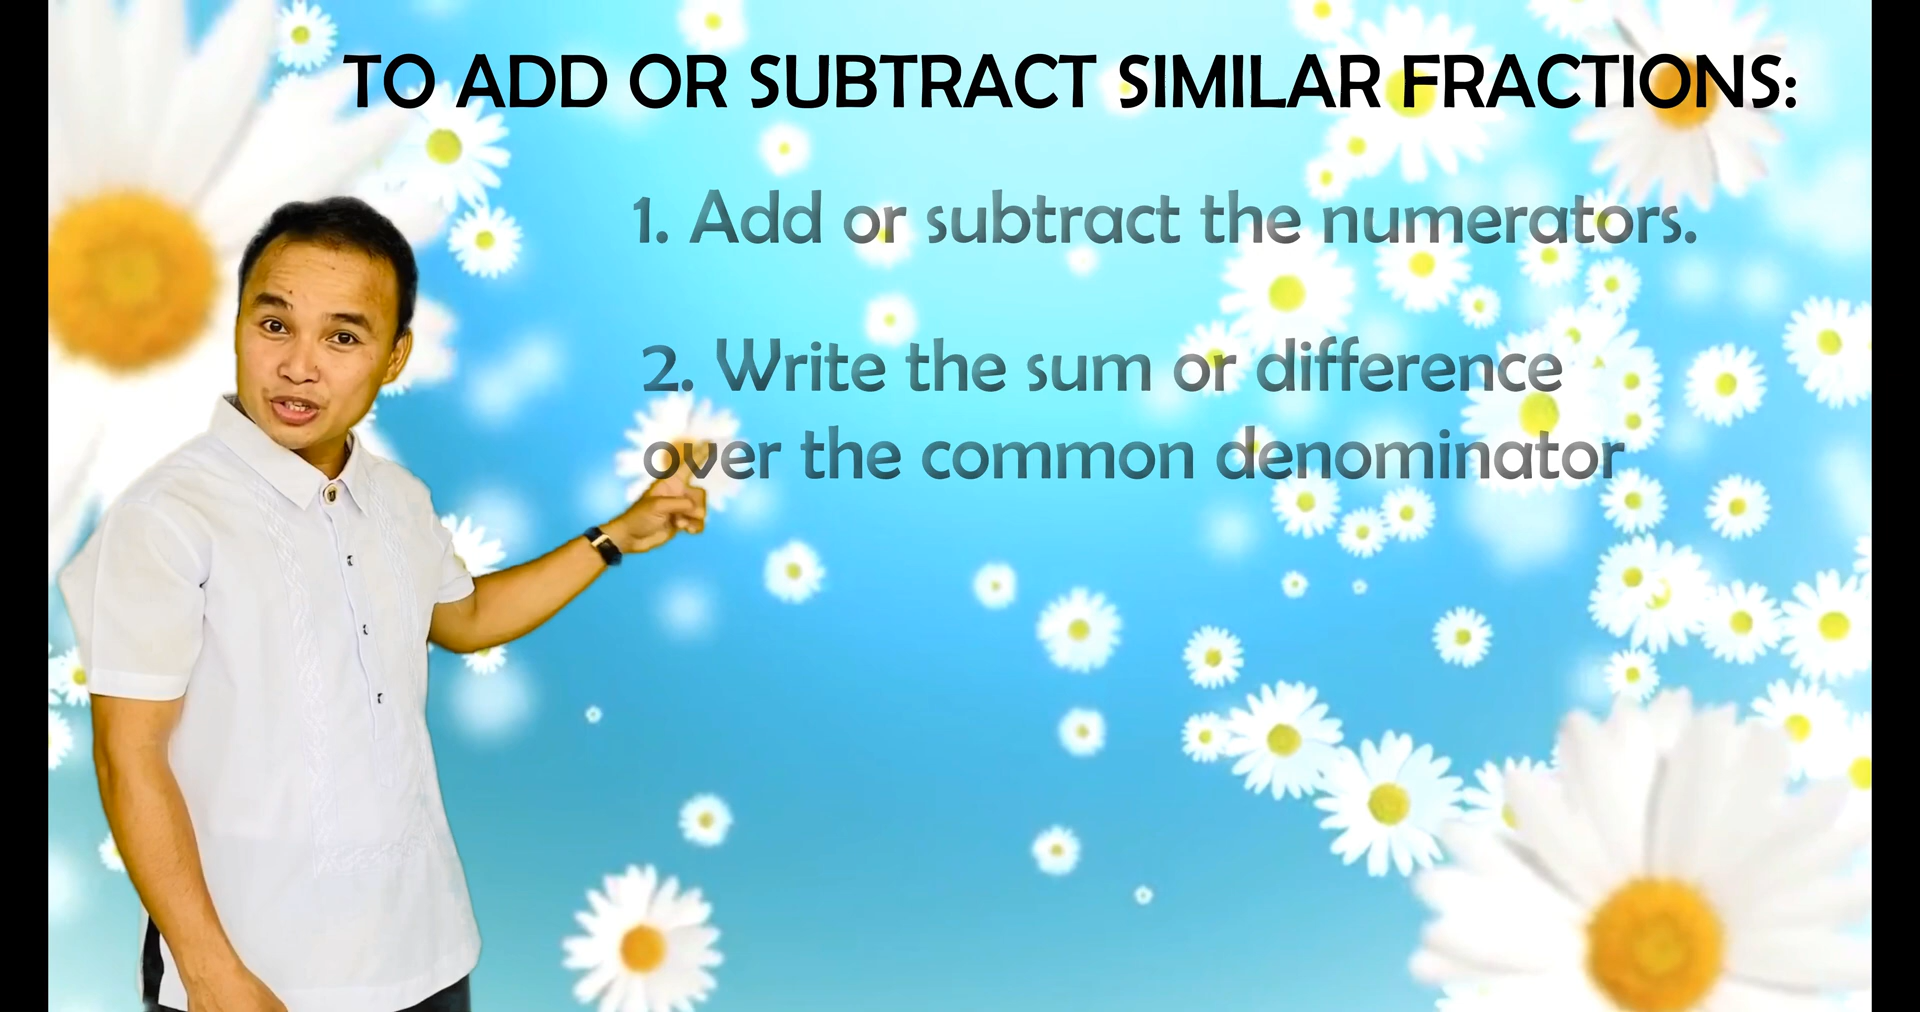 TO ADD OR SUBTRACT SIMILAR FRACTIONS:
1. Add or subtract the numerators.
2. Write the sum or difference
over the common denominator